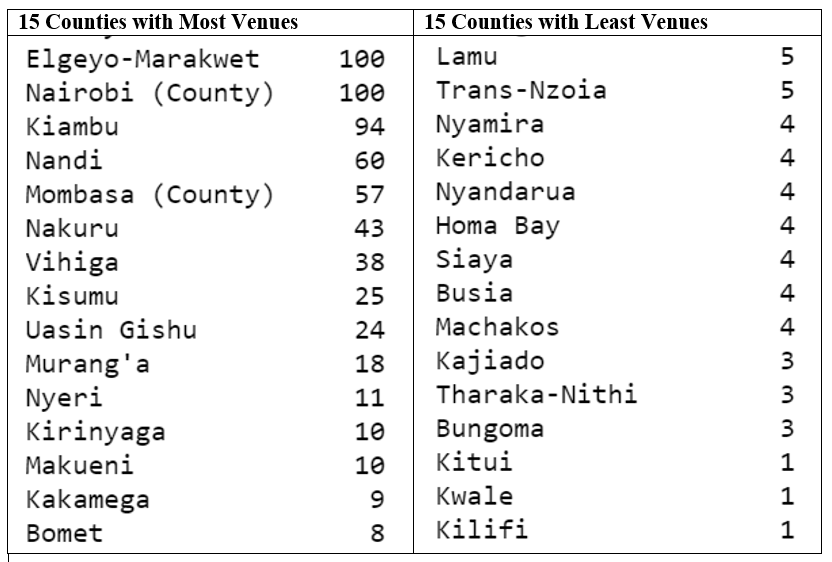 15 Counties with Most Venues
Elgeyo-Marakwet 100
Nairobi (County) 100
Kiambu 94
Nandi 60
Mombasa (County) 57
Nakuru 43
Vihiga 38
Kisumu 25
Uasin Gishu 24
Murang'a 18
Nyeri 11
Kirinyaga 10
Makueni 10
Kakamega 9
Bomet 8
15 Counties with Least Venues
Lamu 5
Trans-Nzoia 5
Nyamira 4
Kericho 4
Nyandarua 4
Homa Bay 4
Siaya 4
Busia 4
Machakos 4
Kajiado 3
Tharaka-Nithi 3
Bungoma 3
Kitui 1
Kwale 1
Kilifi 1